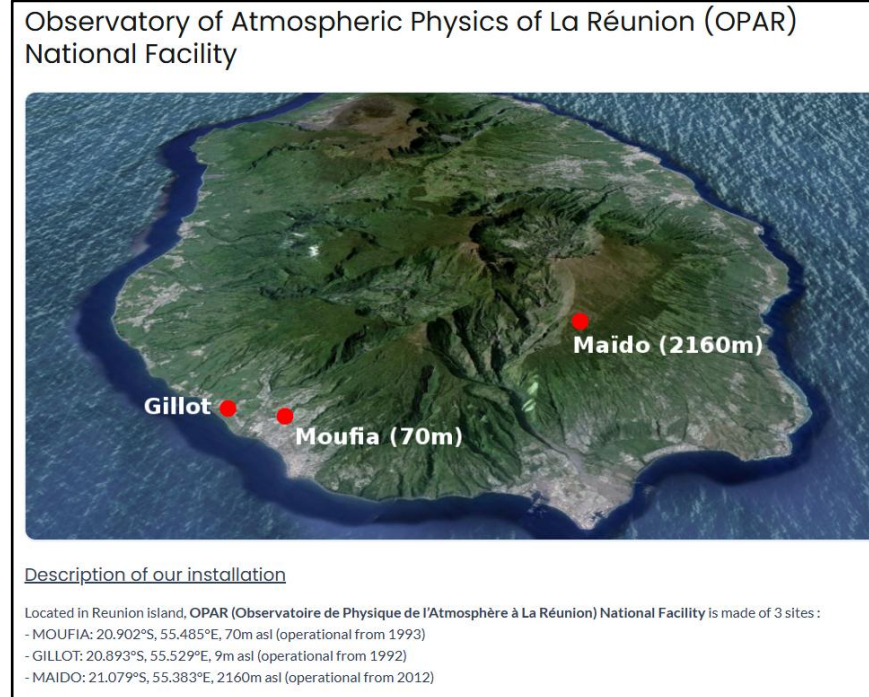 Observatory of Atmospheric Physics of La Réunion (OPAR)
National Facility
Maïdo (2160m)
Gillot
Moufia (70m)
Description of our installation
Located in Reunion island, OPAR (Observatoire de Physique de l'Atmosphère à La Réunion) National Facility is made of 3 sites :
- MOUFIA: 20.902°S, 55.485°E, 70m asl (operational from 1993)
- GILLOT: 20.893°S, 55.529°E, 9m asl (operational from 1992)
- MAIDO: 21.079°S, 55.383°E, 2160m asl (operational from 2012)